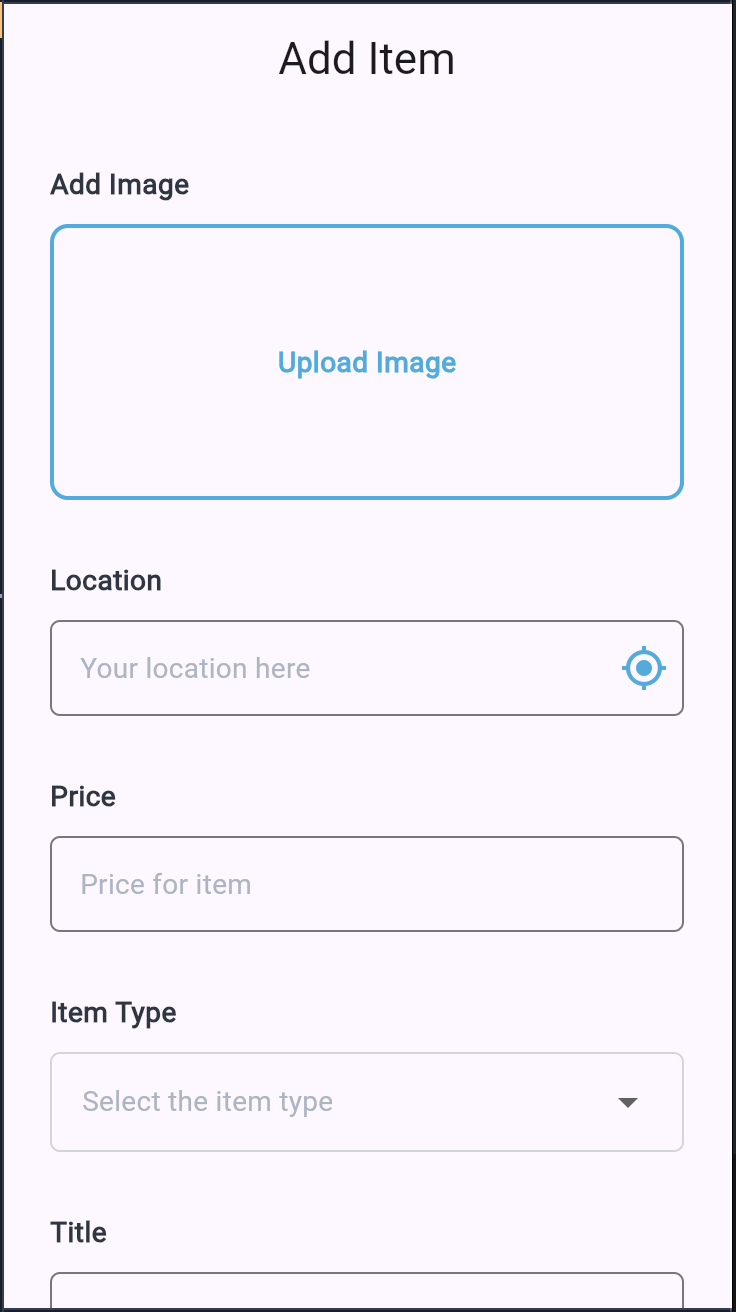 Add Item
Add Image
Upload Image
Location
Your location here
Price
Price for item
Item Type
Select the item type
Title